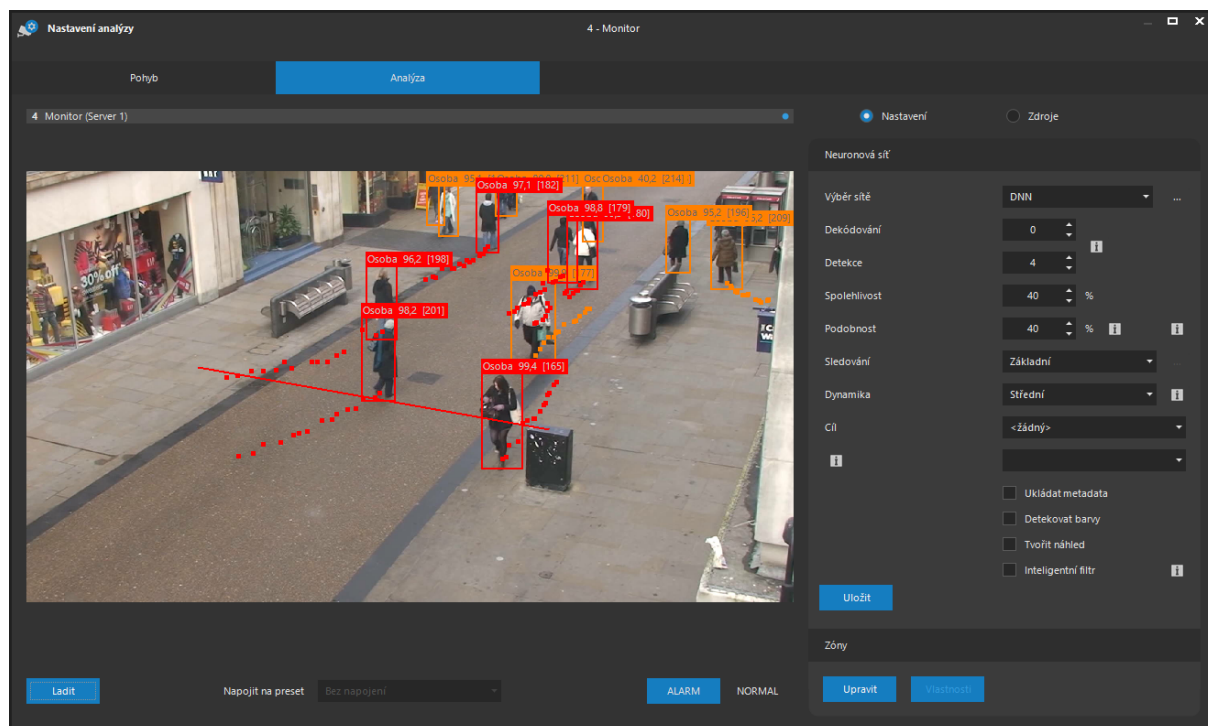 Nastavení analýzy
4 - Monitor
Pohyb
Analýza
4 Monitor (Server 1)
Nastavení
Zdroje
Neuronová síť
Výběr sítě
DNN
...
Dekódování
0
Detekce
4
Spolehlivost
40
%
Podobnost
40
%
Sledování
Základní
Dynamika
Střední
Cíl
<žádný>
Ukládat metadata
Detekovat barvy
Tvořit náhled
Inteligentní filtr
Uložit
Zóny
Upravit
Vlastnosti
Osoba 40,2 [214]
Osoba 97,1 [182]
Osoba 98,8 [179]
Osoba 95,2 [196]
Osoba 96,2 [198]
Osoba 98,2 [201]
Osoba 99,4 [165]
30% off
Ladit
Napojit na preset
Bez napojení
ALARM
NORMAL